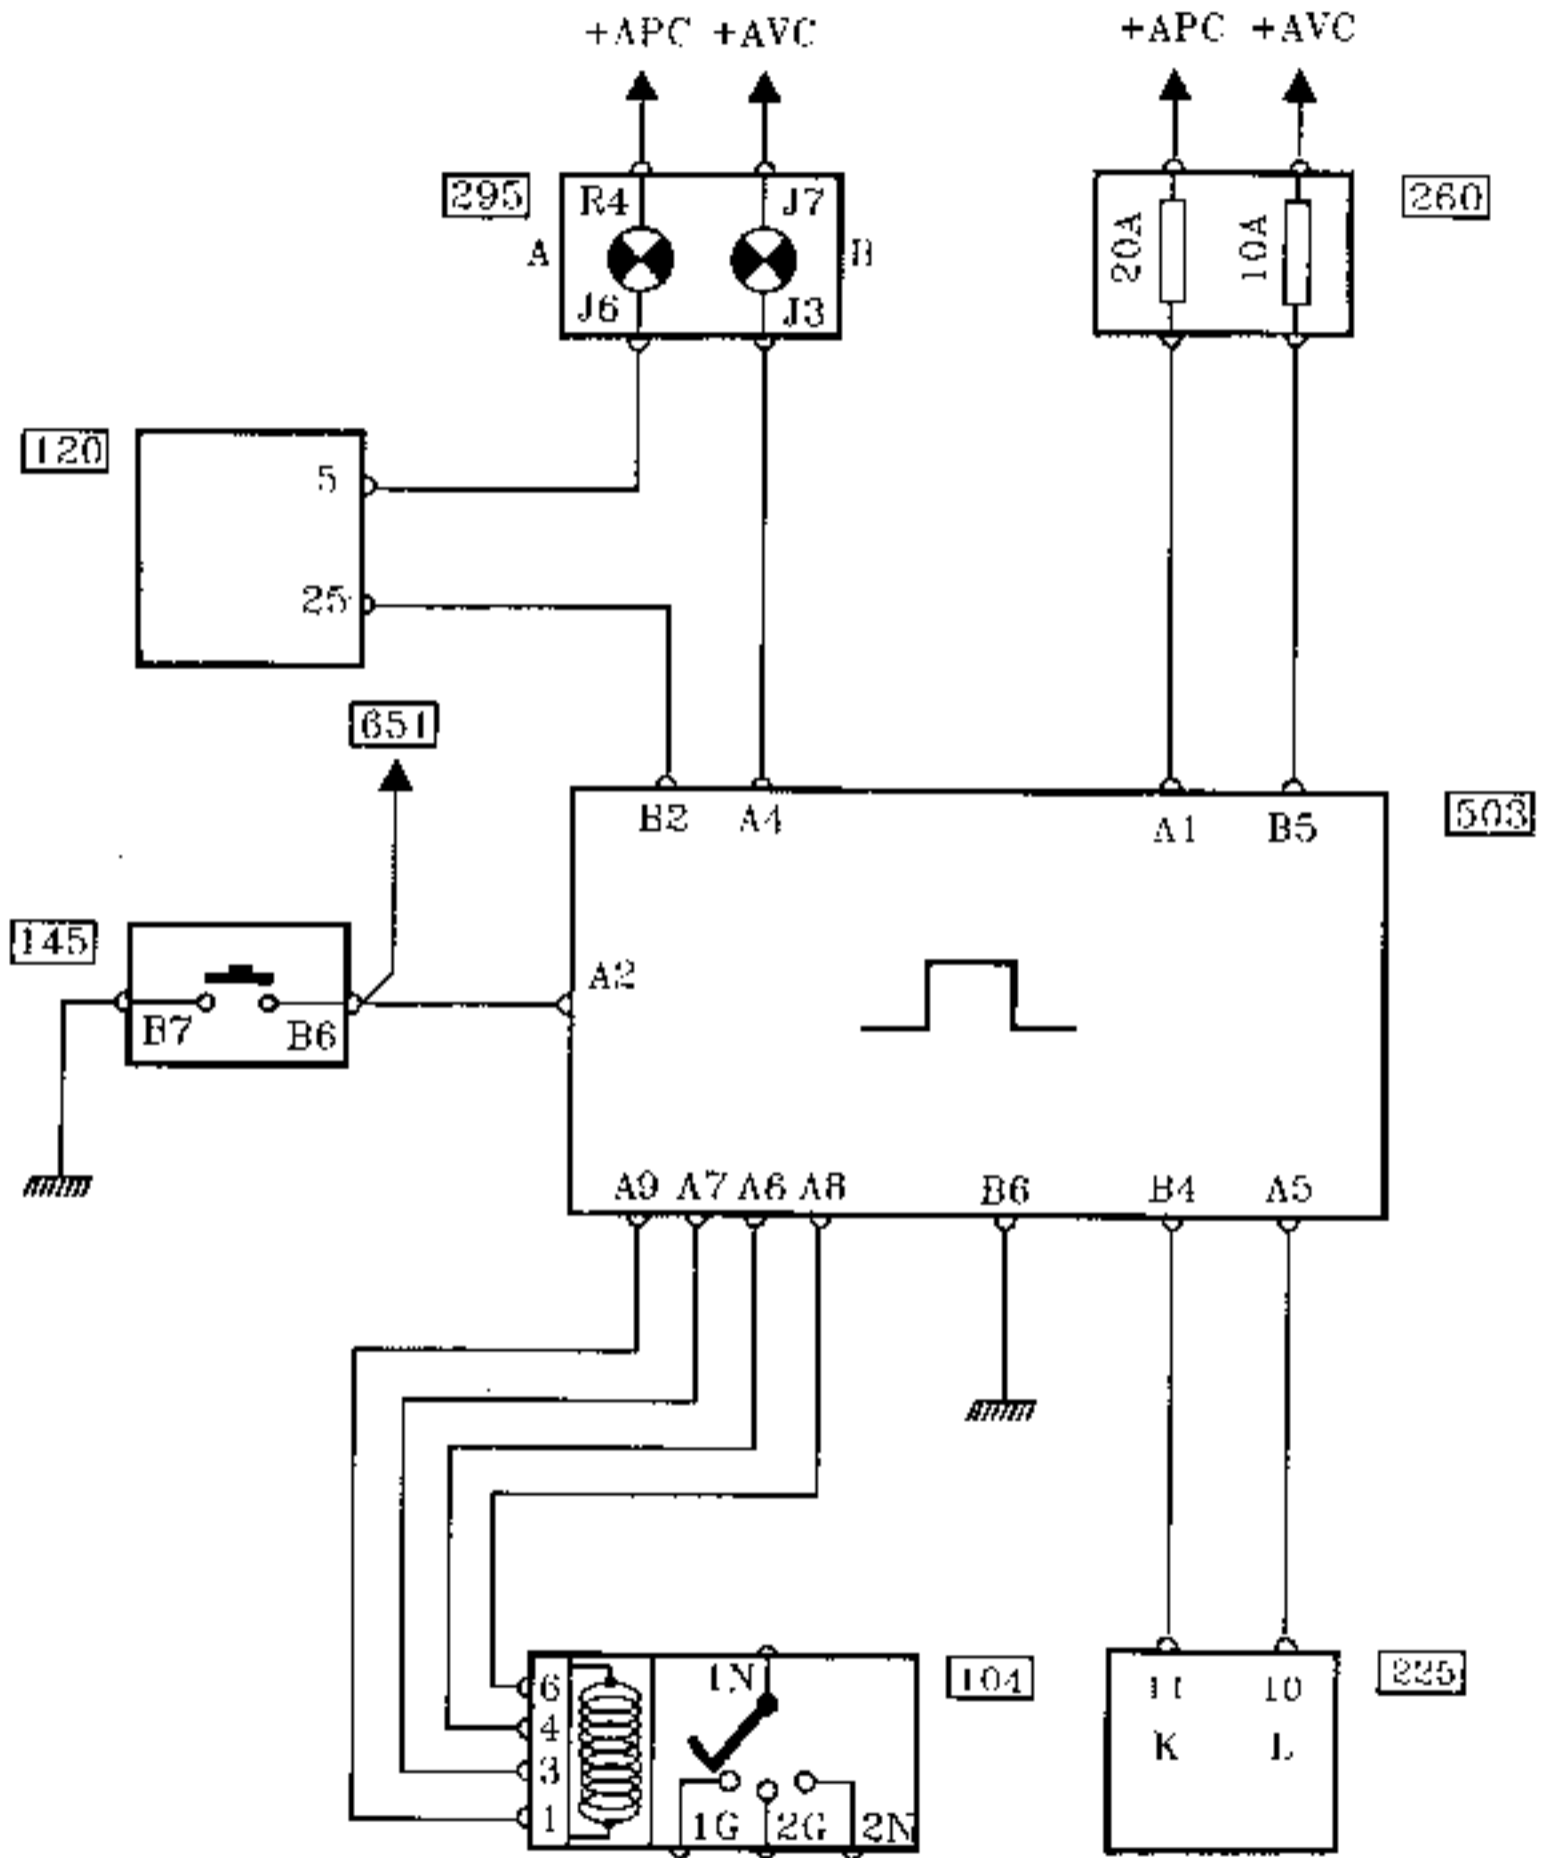 +APC +AVC +APC +AVC
295 R4 J7 260
A B 20A 10A
J6 J3
120
5
25
651
B2 A4 A1 B5 503
145 A2
B7 B6
A9 A7 A6 A8 B6 B4 A5
6 1N 104 11 10 225
4 K L
3
1 1G 2G 2N